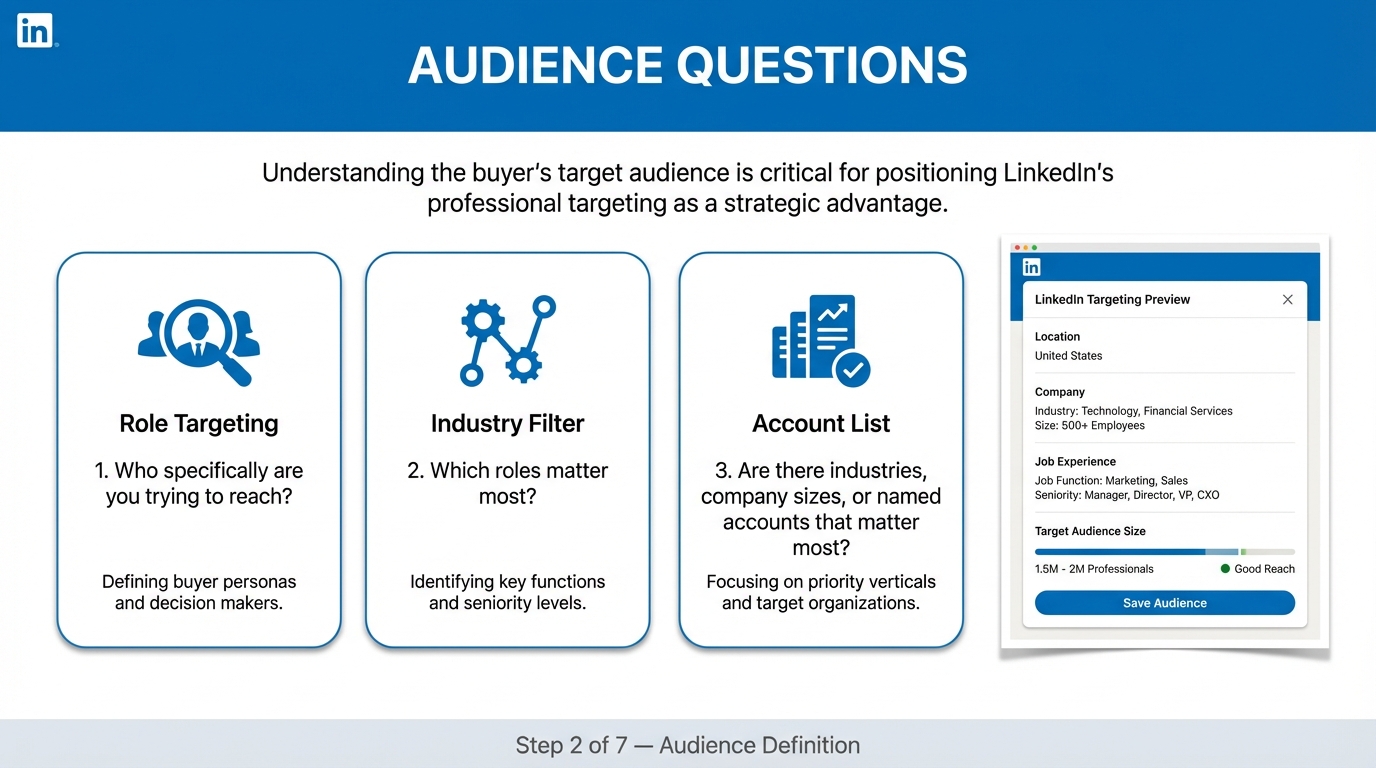 in
AUDIENCE QUESTIONS
Understanding the buyer's target audience is critical for positioning LinkedIn's
professional targeting as a strategic advantage.
Role Targeting
1. Who specifically are
you trying to reach?
Defining buyer personas
and decision makers.
Industry Filter
2. Which roles matter
most?
Identifying key functions
and seniority levels.
Account List
3. Are there industries,
company sizes, or named
accounts that matter
most?
Focusing on priority verticals
and target organizations.
in
LinkedIn Targeting Preview
Location
United States
Company
Industry: Technology, Financial Services
Size: 500+ Employees
Job Experience
Job Function: Marketing, Sales
Seniority: Manager, Director, VP, CXO
Target Audience Size
1.5M - 2M Professionals
Good Reach
Save Audience
Step 2 of 7 — Audience Definition